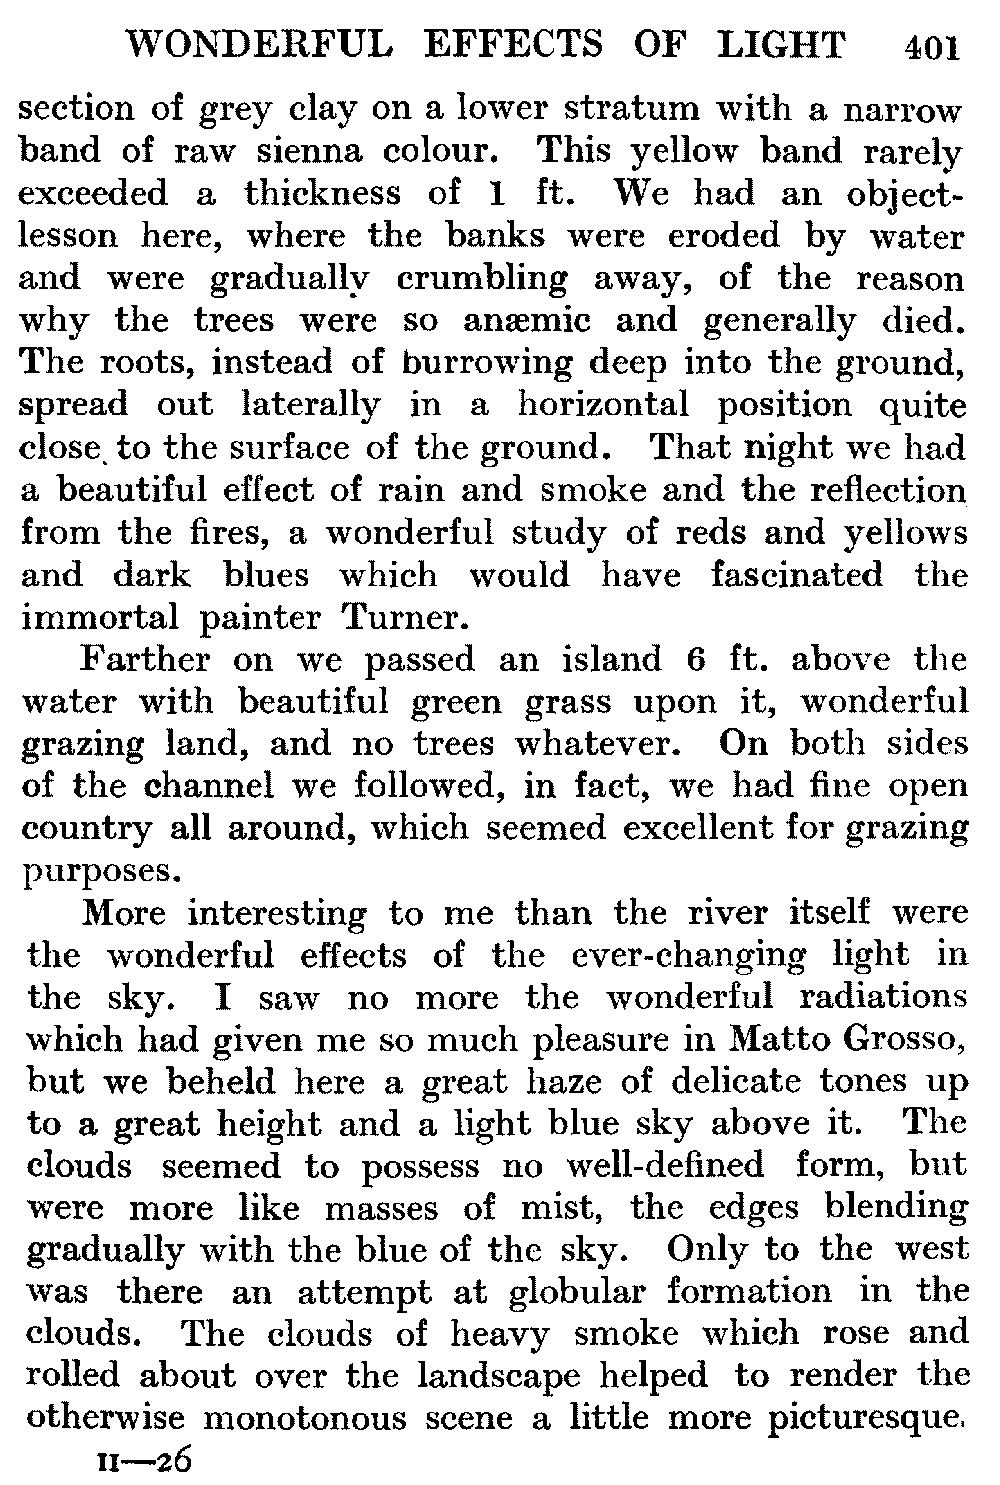 WONDERFUL EFFECTS OF LIGHT 401
section of grey clay on a lower stratum with a narrow
band of raw sienna colour. This yellow band rarely
exceeded a thickness of 1 ft. We had an object-
lesson here, where the banks were eroded by water
and were gradually crumbling away, of the reason
why the trees were so anæmic and generally died.
The roots, instead of burrowing deep into the ground,
spread out laterally in a horizontal position quite
close to the surface of the ground. That night we had
a beautiful effect of rain and smoke and the reflection
from the fires, a wonderful study of reds and yellows
and dark blues which would have fascinated the
immortal painter Turner.
Farther on we passed an island 6 ft. above the
water with beautiful green grass upon it, wonderful
grazing land, and no trees whatever. On both sides
of the channel we followed, in fact, we had fine open
country all around, which seemed excellent for grazing
purposes.
More interesting to me than the river itself were
the wonderful effects of the ever-changing light in
the sky. I saw no more the wonderful radiations
which had given me so much pleasure in Matto Grosso,
but we beheld here a great haze of delicate tones up
to a great height and a light blue sky above it. The
clouds seemed to possess no well-defined form, but
were more like masses of mist, the edges blending
gradually with the blue of the sky. Only to the west
was there an attempt at globular formation in the
clouds. The clouds of heavy smoke which rose and
rolled about over the landscape helped to render the
otherwise monotonous scene a little more picturesque.
II—26